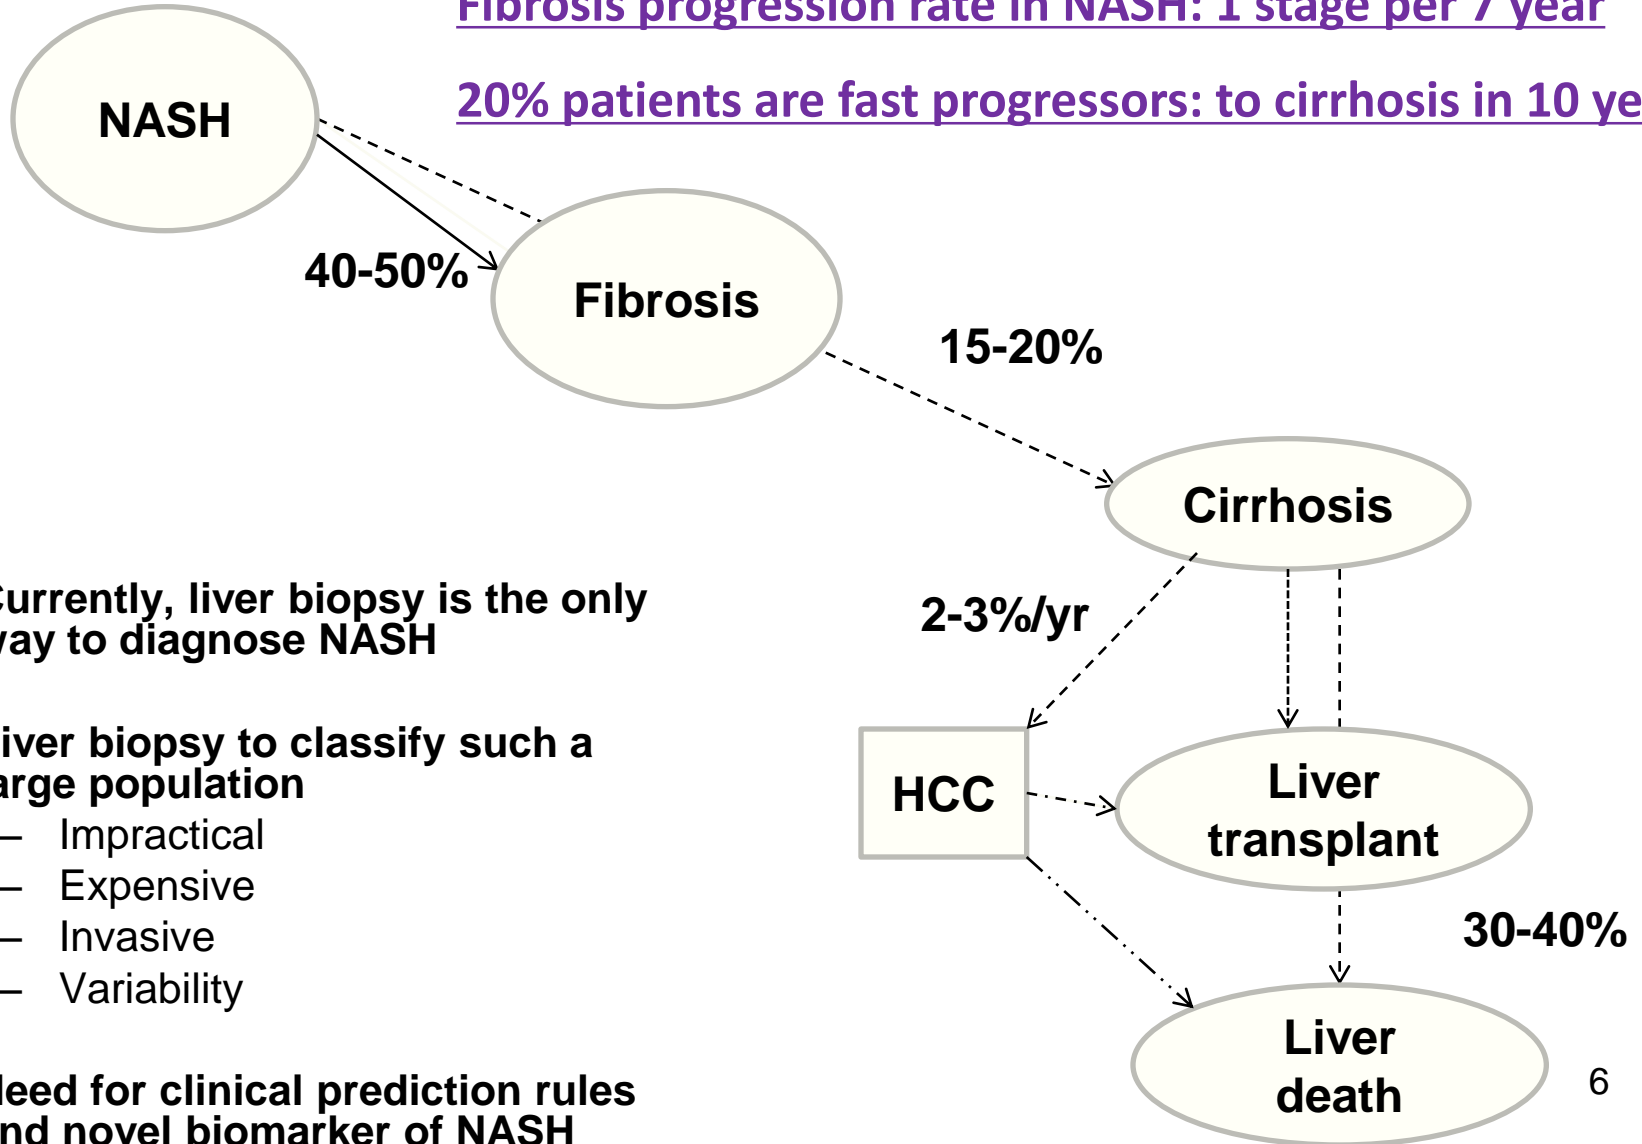 Fibrosis progression rate in NASH: 1 stage per 7 year
20% patients are fast progressors: to cirrhosis in 10 ye
NASH
40-50%
Fibrosis
15-20%
Cirrhosis
2-3%/yr
HCC
Liver
transplant
30-40%
Liver
death
Currently, liver biopsy is the only
way to diagnose NASH
iver biopsy to classify such a
arge population
– Impractical
– Expensive
– Invasive
– Variability
eed for clinical prediction rules
nd novel biomarker of NASH
6